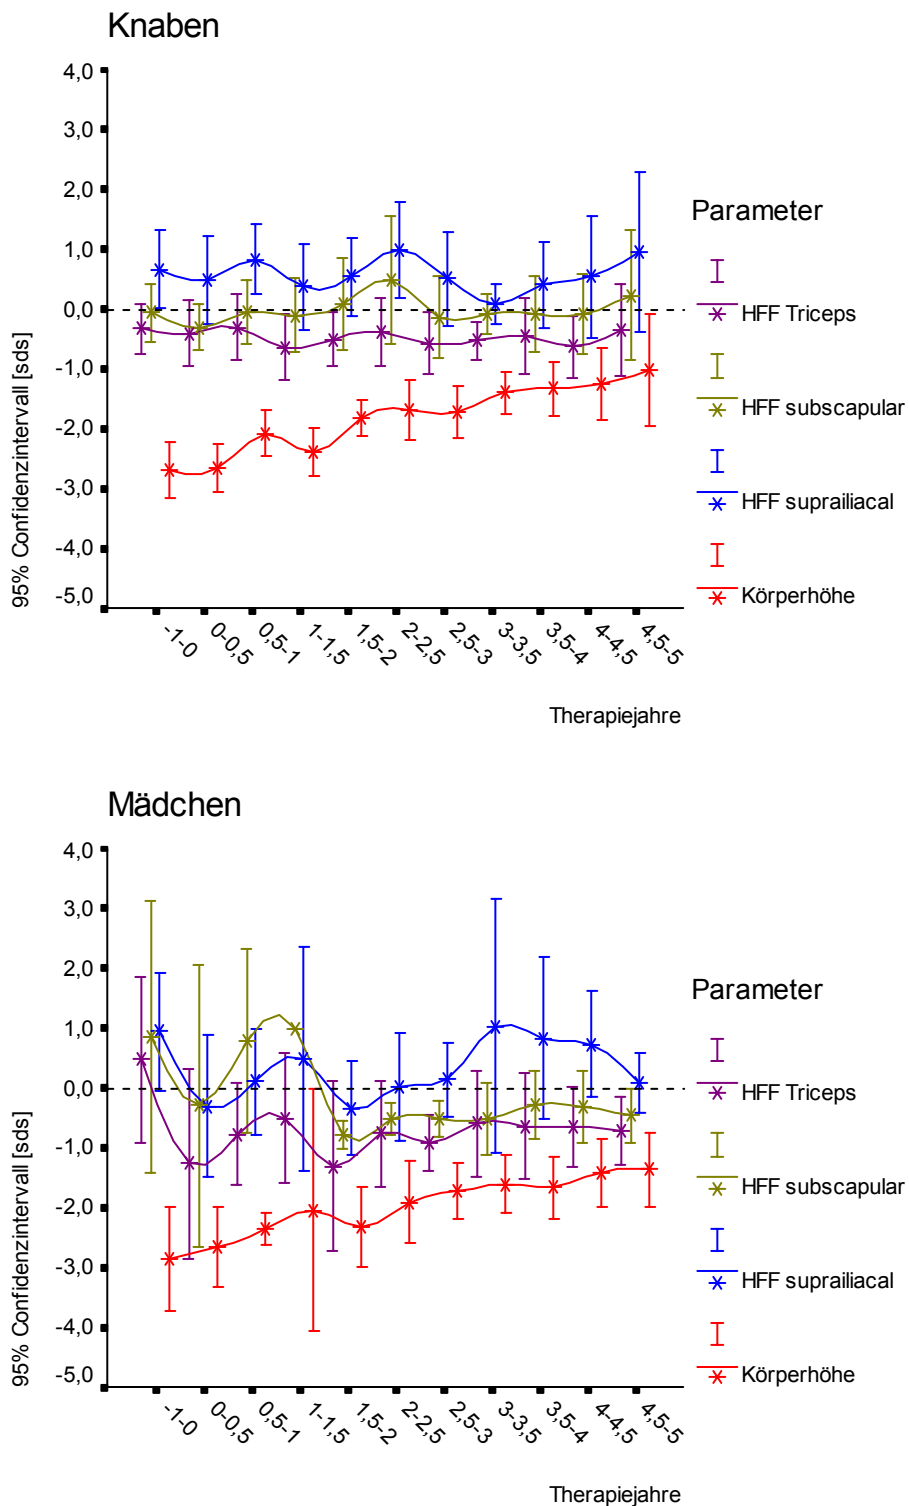 Knaben
4,0
3,0
2,0
1,0
0,0
-1,0
-2,0
-3,0
-4,0
-5,0
95% Confidenzintervall [sds]
-1-0
0-0,5
0,5-1
1-1,5
1,5-2
2-2,5
2,5-3
3-3,5
3,5-4
4-4,5
4,5-5
Therapiejahre
Parameter
HFF Triceps
HFF subscapular
HFF suprailiacal
Körperhöhe
Mädchen
4,0
3,0
2,0
1,0
0,0
-1,0
-2,0
-3,0
-4,0
-5,0
95% Confidenzintervall [sds]
-1-0
0-0,5
0,5-1
1-1,5
1,5-2
2-2,5
2,5-3
3-3,5
3,5-4
4-4,5
4,5-5
Therapiejahre
Parameter
HFF Triceps
HFF subscapular
HFF suprailiacal
Körperhöhe